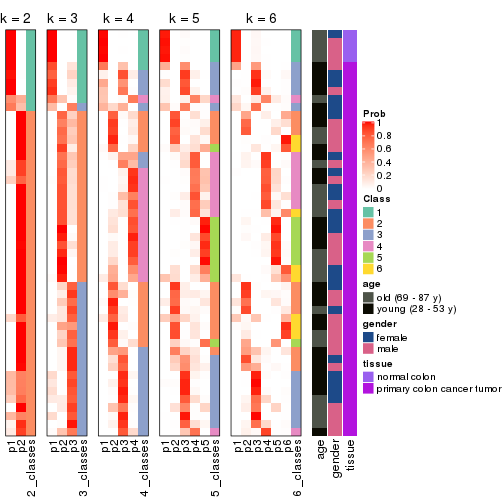 k = 2
k = 3
k = 4
k = 5
k = 6
Prob
1
0.8
0.6
0.4
0.2
0
Class
1
2
3
4
5
6
age
old (69 - 87 y)
young (28 - 53 y)
gender
female
male
tissue
normal colon
primary colon cancer tumor
p1
p2
2_classes
p1
p2
p3
3_classes
p1
p2
p3
p4
4_classes
p1
p2
p3
p4
p5
5_classes
p1
p2
p3
p4
p5
p6
6_classes
age
gender
tissue